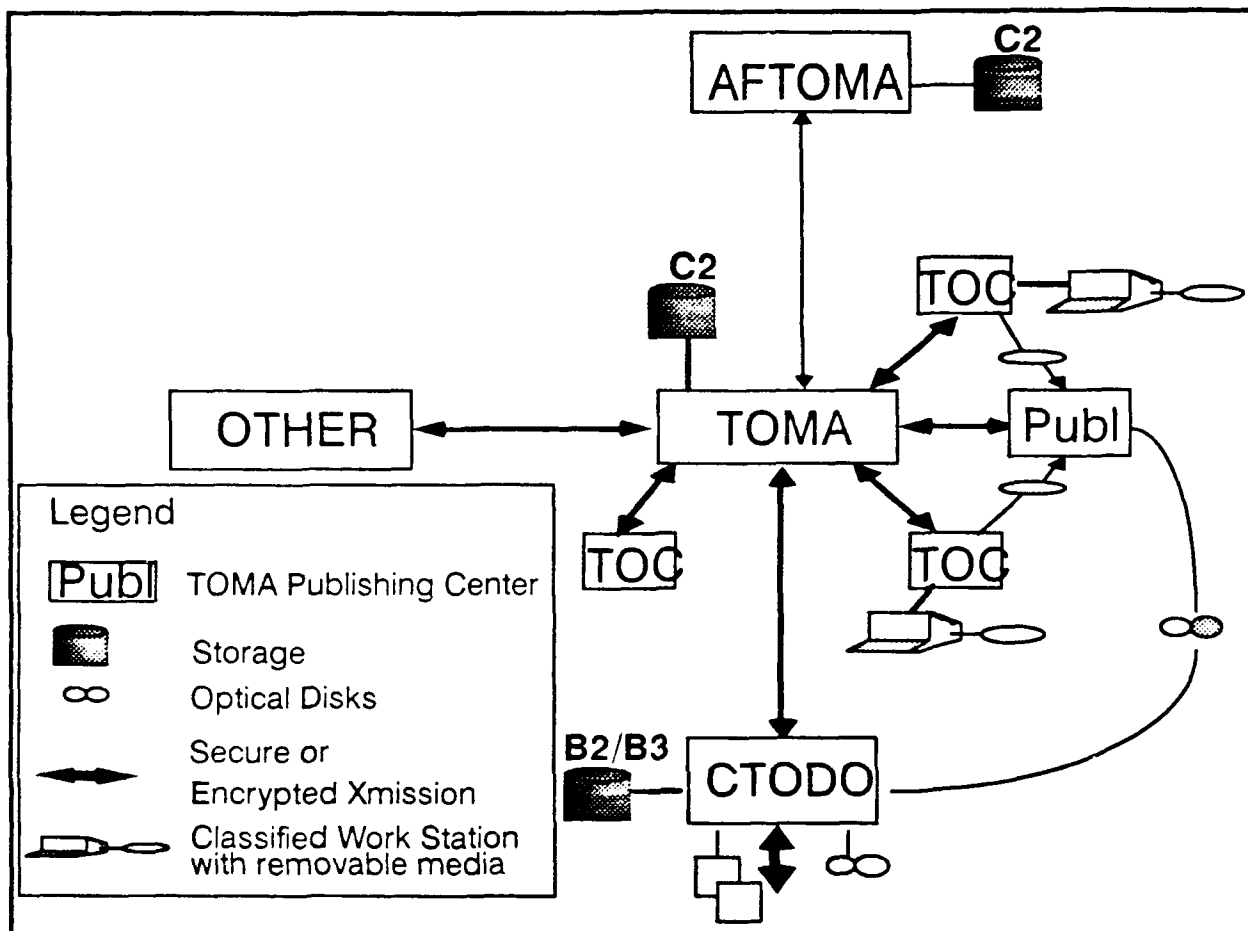 C2
AFTOMA
C2
TOC
OTHER
TOMA
Publ
TOC
TOC
Legend
Publ TOMA Publishing Center
Storage
Optical Disks
Secure or
Encrypted Xmission
Classified Work Station
with removable media
B2/B3
CTODO